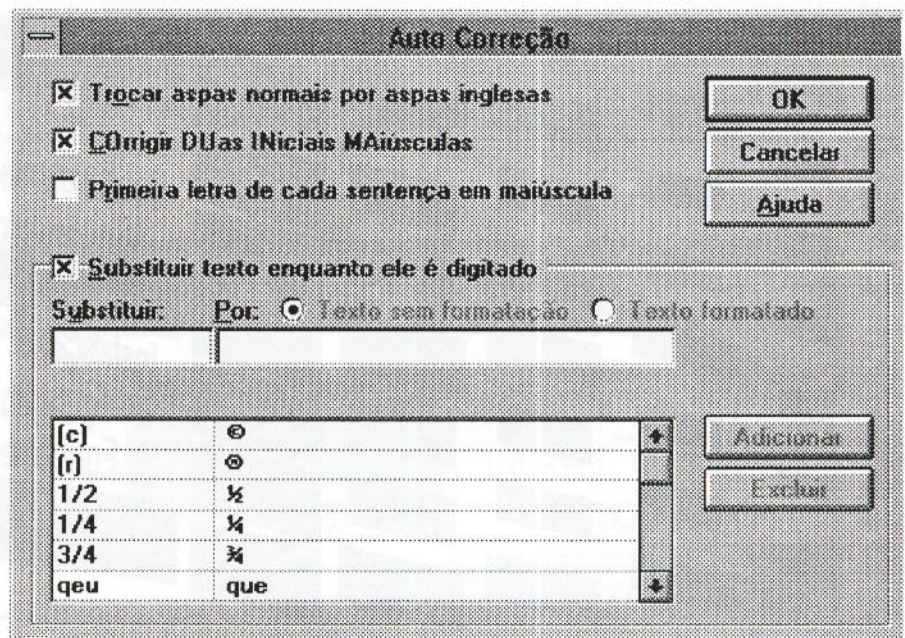 Auto Correção
Trocar aspas normais por aspas inglesas
OK
COrrigir DUas INiciais MAiúsculas
Cancelar
Primeira letra de cada sentença em maiúscula
Ajuda
Substituir texto enquanto ele é digitado
Substituir: Por: Texto sem formatação Texto formatado
(c) ©
(r) ®
1/2 ½
1/4 ¼
3/4 ¾
qeu que
Adicionar
Excluir